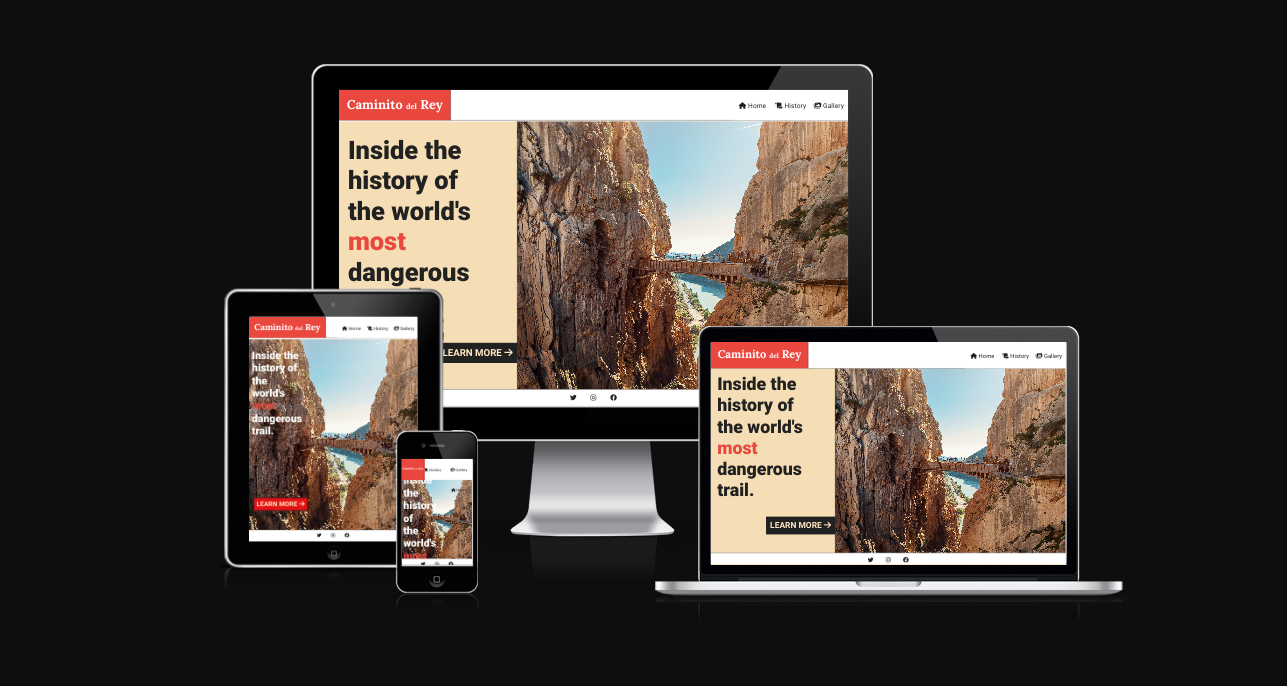 Caminito del Rey
Home History Gallery
Inside the
history of
the world's
most
dangerous
LEARN MORE
Caminito del Rey
Home History Gallery
Inside the
history of
the
world's
most
dangerous
trail.
LEARN MORE
Caminito del Rey
History Gallery
Inside
the
history
of
the
world's
most
Caminito del Rey
Home History Gallery
Inside the
history of
the world's
most
dangerous
trail.
LEARN MORE